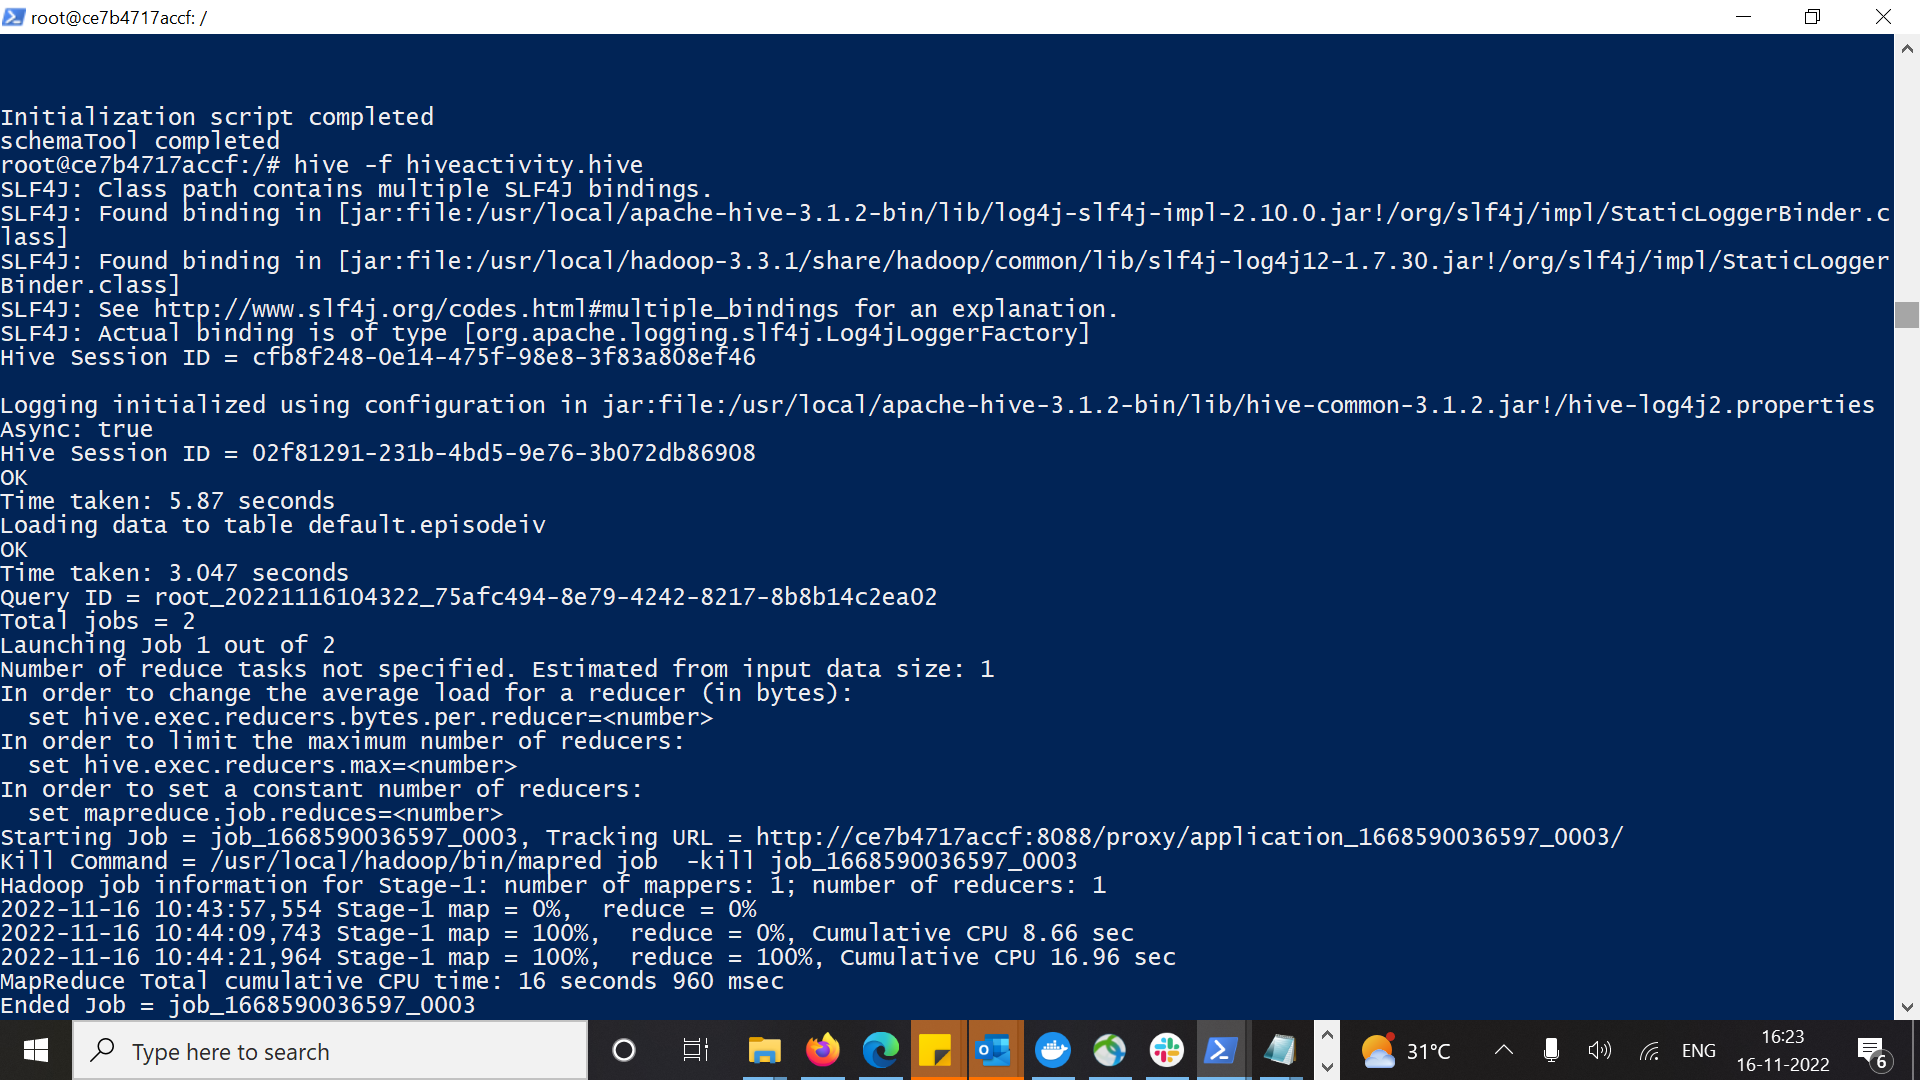 root@ce7b4717accf: /
Initialization script completed
schemaTool completed
root@ce7b4717accf:/# hive -f hiveactivity.hive
SLF4J: Class path contains multiple SLF4J bindings.
SLF4J: Found binding in [jar:file:/usr/local/apache-hive-3.1.2-bin/lib/log4j-slf4j-impl-2.10.0.jar!/org/slf4j/impl/StaticLoggerBinder.c
lass]
SLF4J: Found binding in [jar:file:/usr/local/hadoop-3.3.1/share/hadoop/common/lib/slf4j-log4j12-1.7.30.jar!/org/slf4j/impl/StaticLogger
Binder.class]
SLF4J: See http://www.slf4j.org/codes.html#multiple_bindings for an explanation.
SLF4J: Actual binding is of type [org.apache.logging.slf4j.Log4jLoggerFactory]
Hive Session ID = cfb8f248-0e14-475f-98e8-3f83a808ef46
Logging initialized using configuration in jar:file:/usr/local/apache-hive-3.1.2-bin/lib/hive-common-3.1.2.jar!/hive-log4j2.properties
Async: true
Hive Session ID = 02f81291-231b-4bd5-9e76-3b072db86908
OK
Time taken: 5.87 seconds
Loading data to table default.episodeiv
OK
Time taken: 3.047 seconds
Query ID = root_20221116104322_75afc494-8e79-4242-8217-8b8b14c2ea02
Total jobs = 2
Launching Job 1 out of 2
Number of reduce tasks not specified. Estimated from input data size: 1
In order to change the average load for a reducer (in bytes):
  set hive.exec.reducers.bytes.per.reducer=<number>
In order to limit the maximum number of reducers:
  set hive.exec.reducers.max=<number>
In order to set a constant number of reducers:
  set mapreduce.job.reduces=<number>
Starting Job = job_1668590036597_0003, Tracking URL = http://ce7b4717accf:8088/proxy/application_1668590036597_0003/
Kill Command = /usr/local/hadoop/bin/mapred job  -kill job_1668590036597_0003
Hadoop job information for Stage-1: number of mappers: 1; number of reducers: 1
2022-11-16 10:43:57,554 Stage-1 map = 0%,  reduce = 0%
2022-11-16 10:44:09,743 Stage-1 map = 100%,  reduce = 0%, Cumulative CPU 8.66 sec
2022-11-16 10:44:21,964 Stage-1 map = 100%,  reduce = 100%, Cumulative CPU 16.96 sec
MapReduce Total cumulative CPU time: 16 seconds 960 msec
Ended Job = job_1668590036597_0003
Type here to search
31°C
ENG
16:23
16-11-2022
6